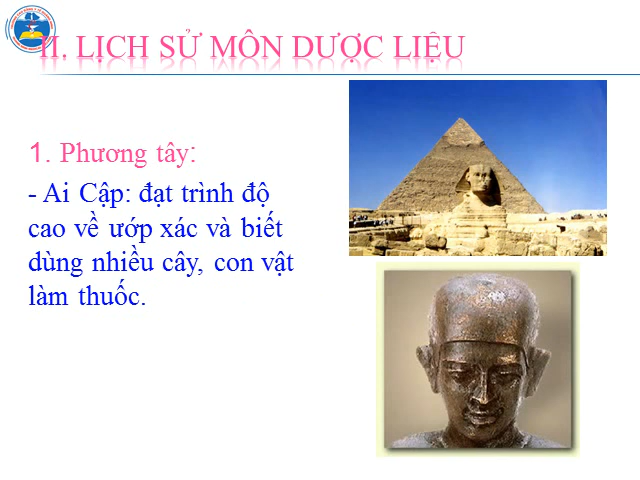 II. LỊCH SỬ MÔN DƯỢC LIỆU
1. Phương tây:
- Ai Cập: đạt trình độ
cao về ướp xác và biết
dùng nhiều cây, con vật
làm thuốc.